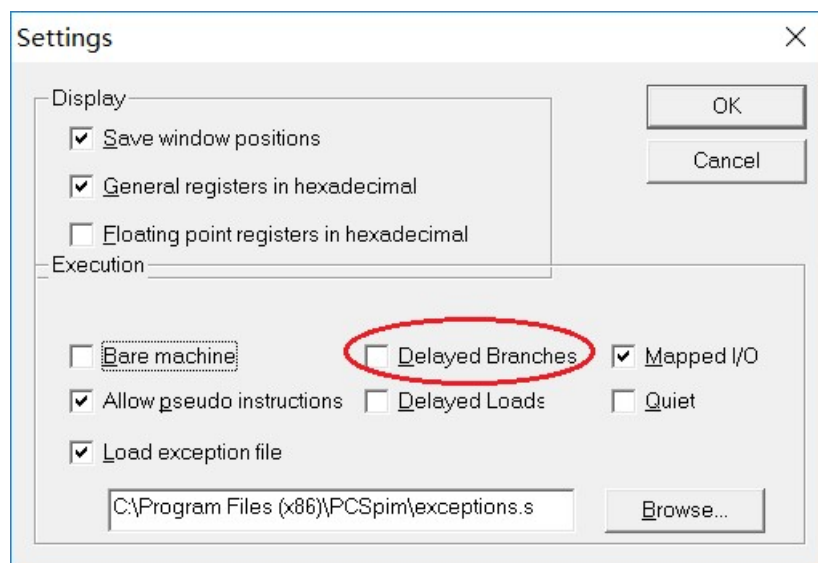 Settings
Display
Save window positions
General registers in hexadecimal
Floating point registers in hexadecimal
OK
Cancel
Execution
Bare machine
Delayed Branches
Mapped I/O
Allow pseudo instructions
Delayed Loads
Quiet
Load exception file
C:\Program Files (x86)\PCSpim\exceptions.s
Browse...